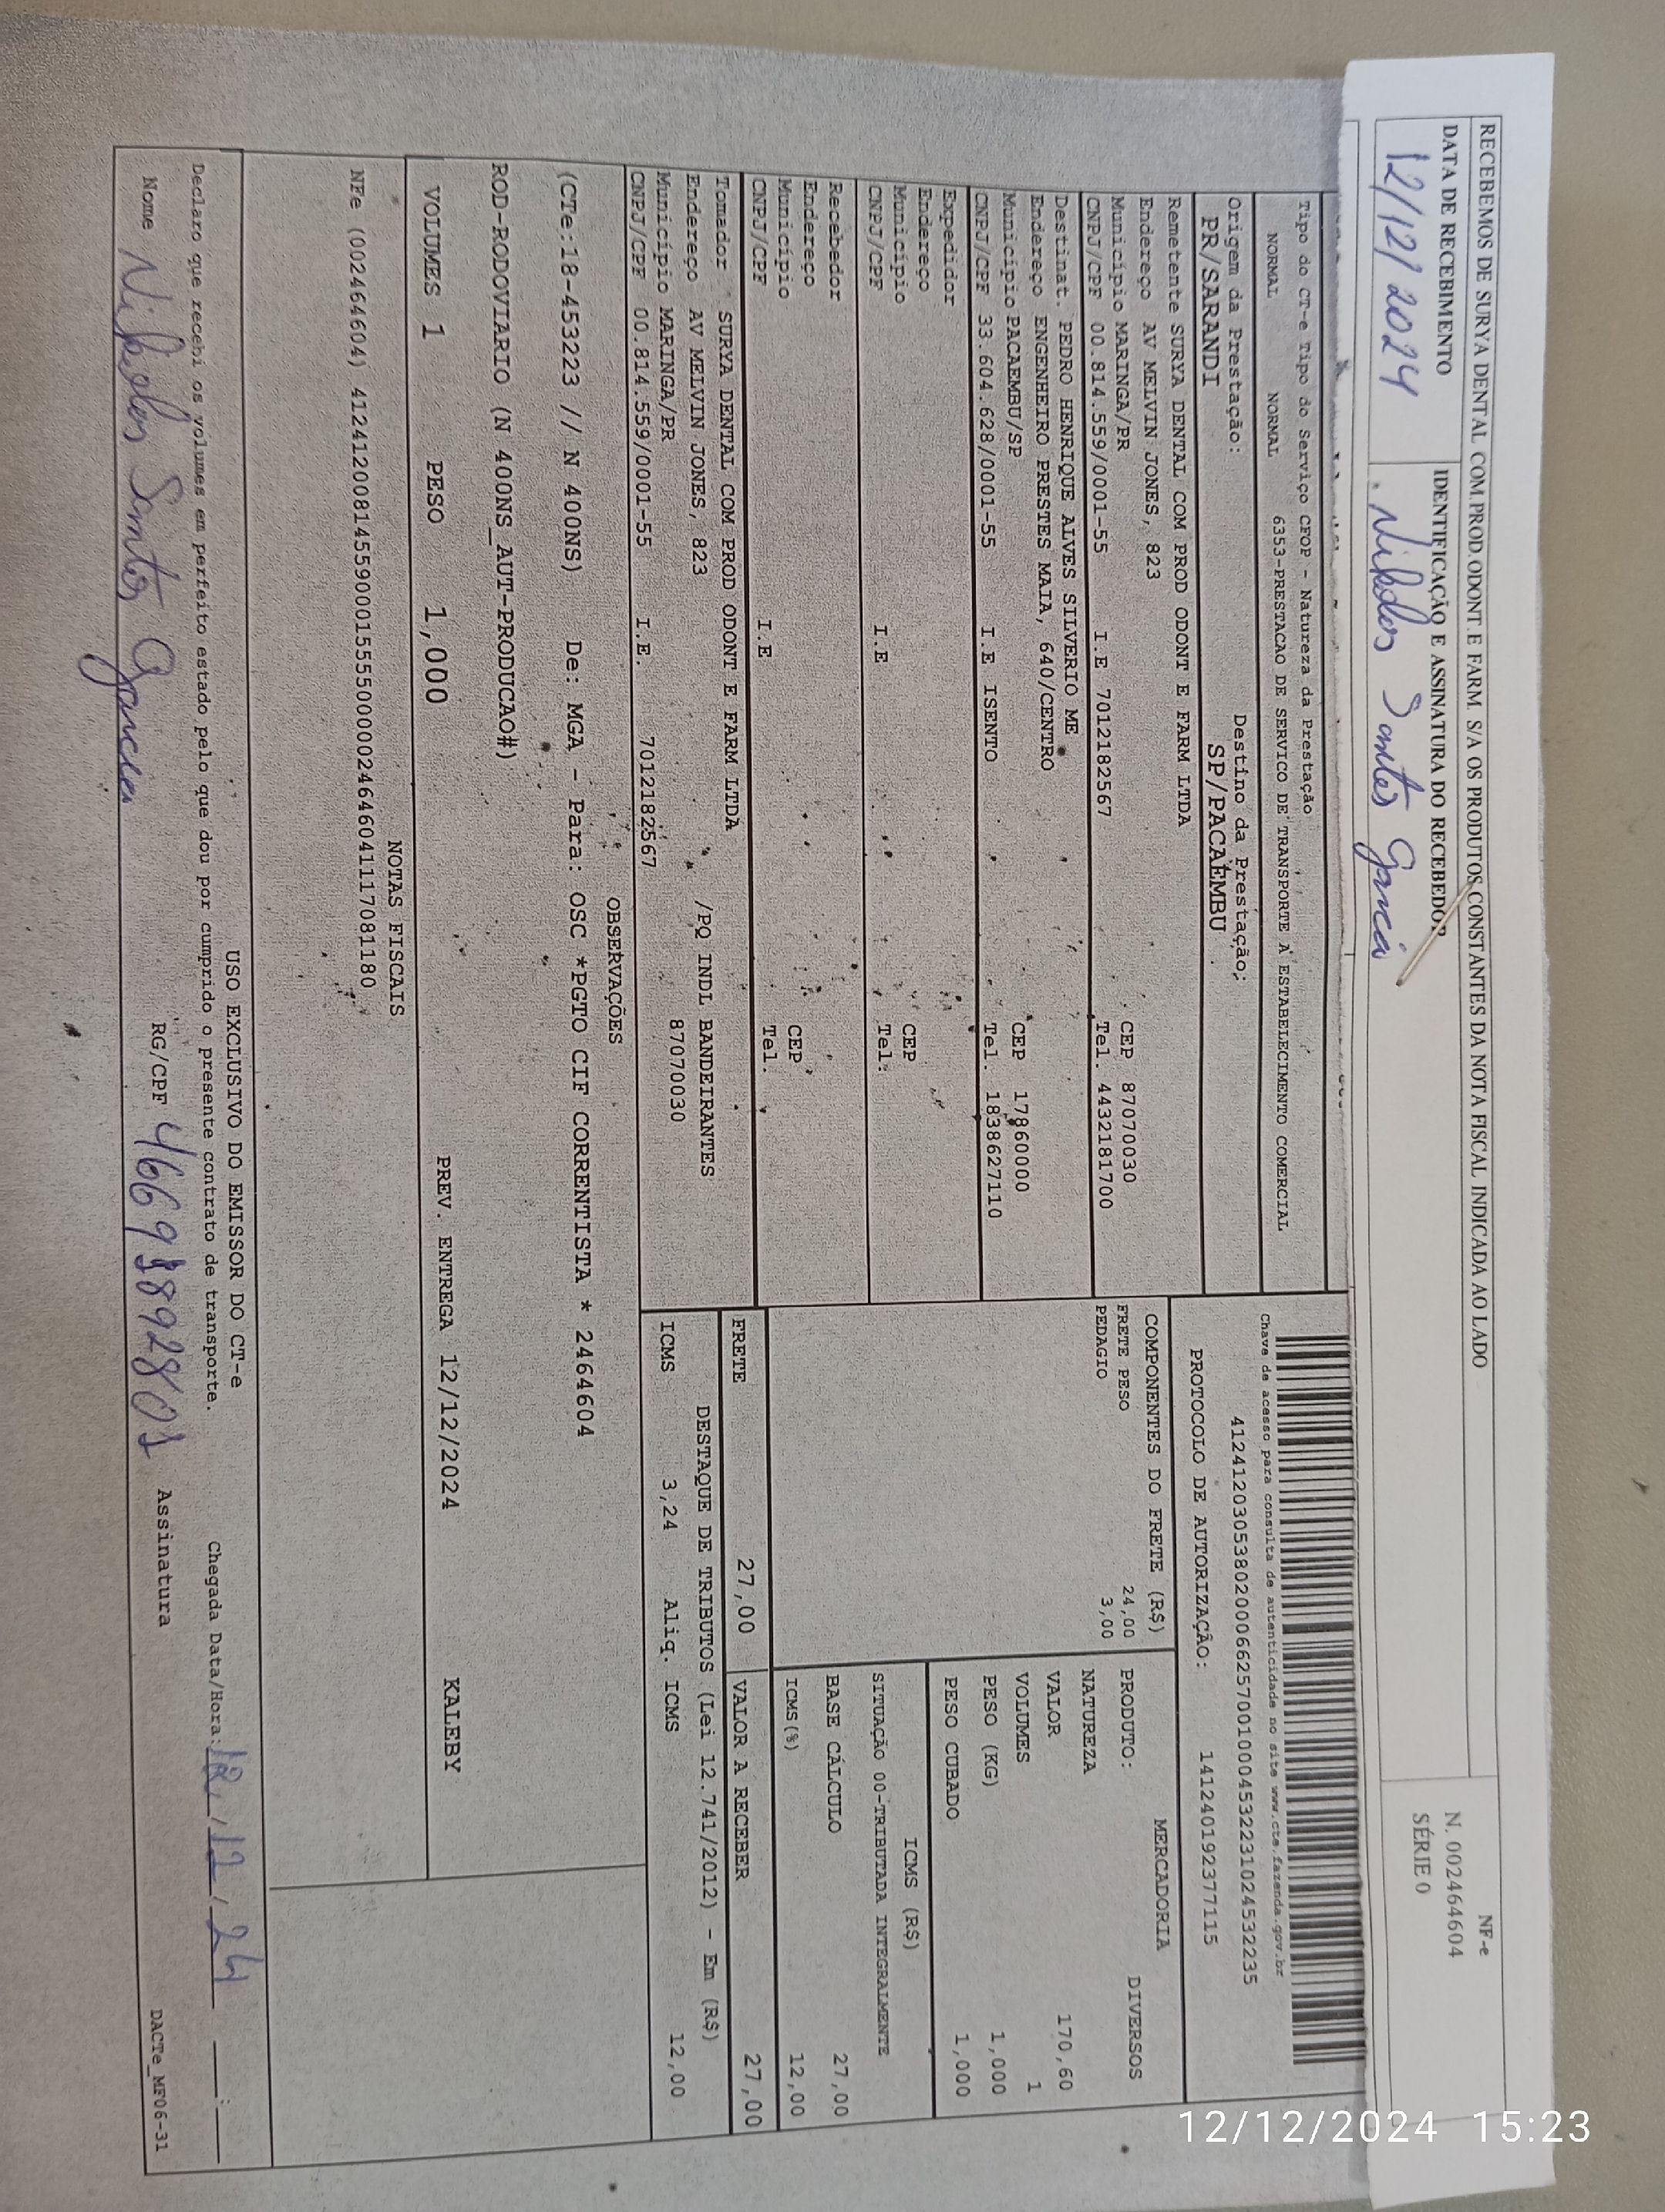 RECEBEMOS DE SURYA DENTAL COM.PROD.ODONT E FARM. S/A OS PRODUTOS CONSTANTES DA NOTA FISCAL INDICADA AO LADO
DATA DE RECEBIMENTO
12/12/2024
IDENTIFICAÇÃO E ASSINATURA DO RECEBEDOR
Nikolas Santos Garcia
NF-e
N. 002464604
SÉRIE 0
Tipo do CT-e Tipo do Serviço CFOP - Natureza da Prestação
NORMAL NORMAL 6353-PRESTACAO DE SERVICO DE TRANSPORTE A ESTABELECIMENTO COMERCIAL
Origem da Prestação: Destino da Prestação:
PR/SARANDI SP/PACAEMBU
Remetente SURYA DENTAL COM PROD ODONT E FARM LTDA
Endereço AV MELVIN JONES, 823
Município MARINGA/PR CEP 87070030
CNPJ/CPF 00.814.559/0001-55 I.E 7012182567 Tel. 4432181700
Destinat. PEDRO HENRIQUE ALVES SILVERIO ME
Endereço ENGENHEIRO PRESTES MAIA, 640/CENTRO
Município PACAEMBU/SP CEP 17860000
CNPJ/CPF 33.604.628/0001-55 I.E ISENTO Tel. 1838627110
Expedidor
Endereço
Município CEP
CNPJ/CPF I.E Tel.
Recebedor
Endereço
Município CEP
CNPJ/CPF I.E Tel.
Tomador SURYA DENTAL COM PROD ODONT E FARM LTDA
Endereço AV MELVIN JONES, 823 /PQ INDL BANDEIRANTES
Município MARINGA/PR 87070030
CNPJ/CPF 00.814.559/0001-55 I.E. 7012182567
Chave de acesso para consulta de autenticidade no site www.cte.fazenda.gov.br
41241203053802000662570010004532231024532235
PROTOCOLO DE AUTORIZAÇÃO: 141240192377115
COMPONENTES DO FRETE (R$)
FRETE PESO 24,00
PEDAGIO 3,00
MERCADORIA
PRODUTO: DIVERSOS
NATUREZA
VALOR 170,60
VOLUMES 1
PESO (KG) 1,000
PESO CUBADO 1,000
ICMS (R$)
SITUAÇÃO 00-TRIBUTADA INTEGRALMENTE
BASE CÁLCULO 27,00
ICMS(%) 12,00
FRETE 27,00 VALOR A RECEBER 27,00
DESTAQUE DE TRIBUTOS (Lei 12.741/2012) - Em (R$)
ICMS 3,24 Aliq. ICMS 12,00
OBSERVAÇÕES
(CTe:18-453223 // N 400NS) De: MGA - Para: OSC *PGTO CIF CORRENTISTA * 2464604
ROD-RODOVIARIO (N 400NS_AUT-PRODUCAO#)
VOLUMES 1 PESO 1,000 PREV. ENTREGA 12/12/2024 KALEBY
NOTAS FISCAIS
NFe (002464604) 41241200814559000155550000024646041117081180
USO EXCLUSIVO DO EMISSOR DO CT-e
Declaro que recebi os volumes em perfeito estado pelo que dou por cumprido o presente contrato de transporte. Chegada Data/Hora: 12/12/24 :
Nome Nikolas Santos Garcia RG/CPF 46698892801 Assinatura
DACTe_MF06-31
12/12/2024 15:23